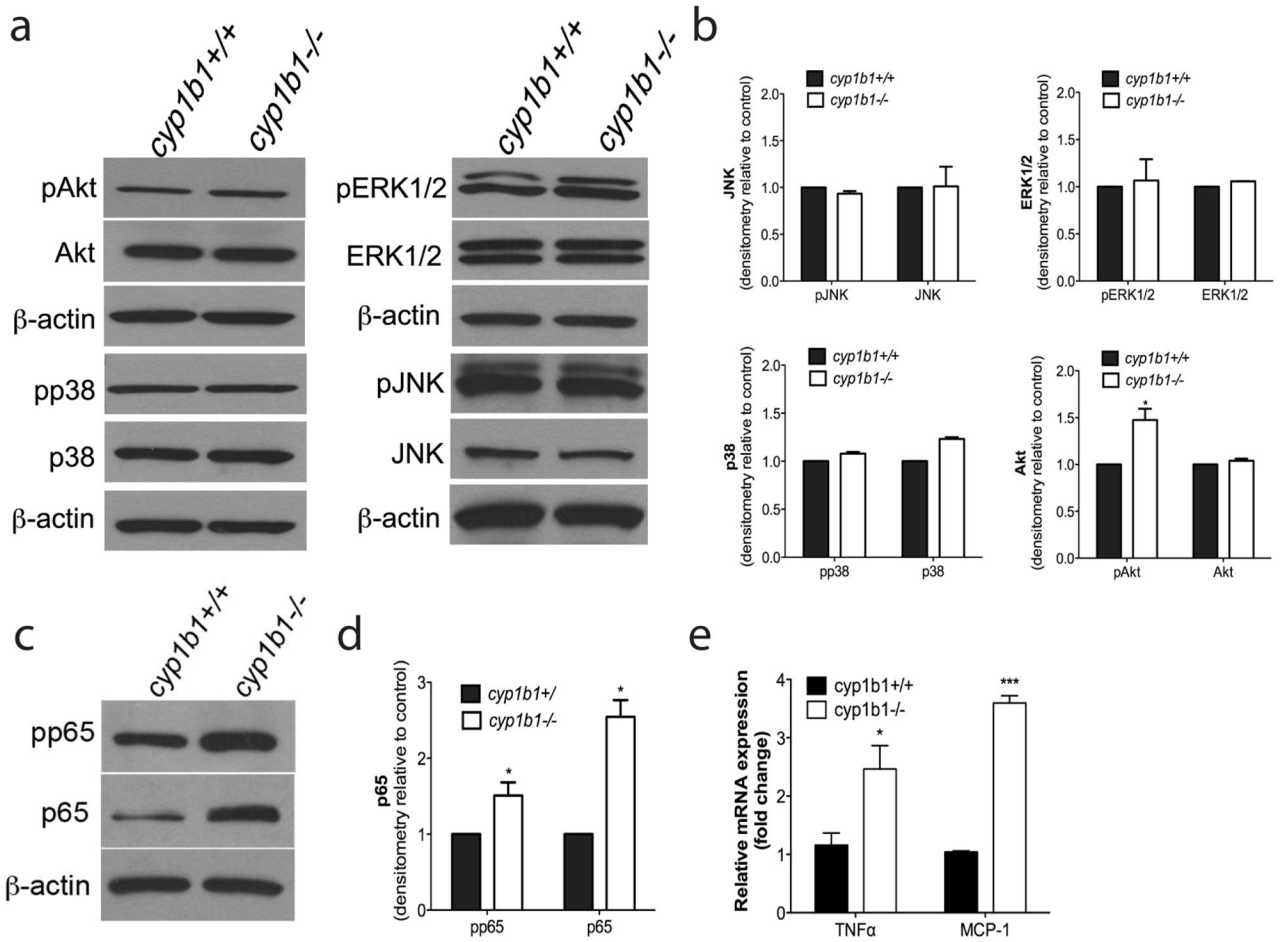 a
cyp1b1+/+
cyp1b1-/-
pAkt
Akt
β-actin
pp38
p38
β-actin
cyp1b1+/+
cyp1b1-/-
pERK1/2
ERK1/2
β-actin
pJNK
JNK
β-actin
b
cyp1b1+/+
cyp1b1-/-
JNK
(densitometry relative to control)
2.0
1.5
1.0
0.5
0.0
pJNK JNK
cyp1b1+/+
cyp1b1-/-
ERK1/2
(densitometry relative to control)
2.0
1.5
1.0
0.5
0.0
pERK1/2 ERK1/2
cyp1b1+/+
cyp1b1-/-
p38
(densitometry relative to control)
2.0
1.5
1.0
0.5
0.0
pp38 p38
cyp1b1+/+
cyp1b1-/-
Akt
(densitometry relative to control)
2.0
1.5
1.0
0.5
0.0
*
pAkt Akt
c
cyp1b1+/+
cyp1b1-/-
pp65
p65
β-actin
d
cyp1b1+/
cyp1b1-/-
p65
(densitometry relative to control)
3
2
1
0
*
*
pp65 p65
e
cyp1b1+/+
cyp1b1-/-
Relative mRNA expression
(fold change)
4
3
2
1
0
*
***
TNFα MCP-1